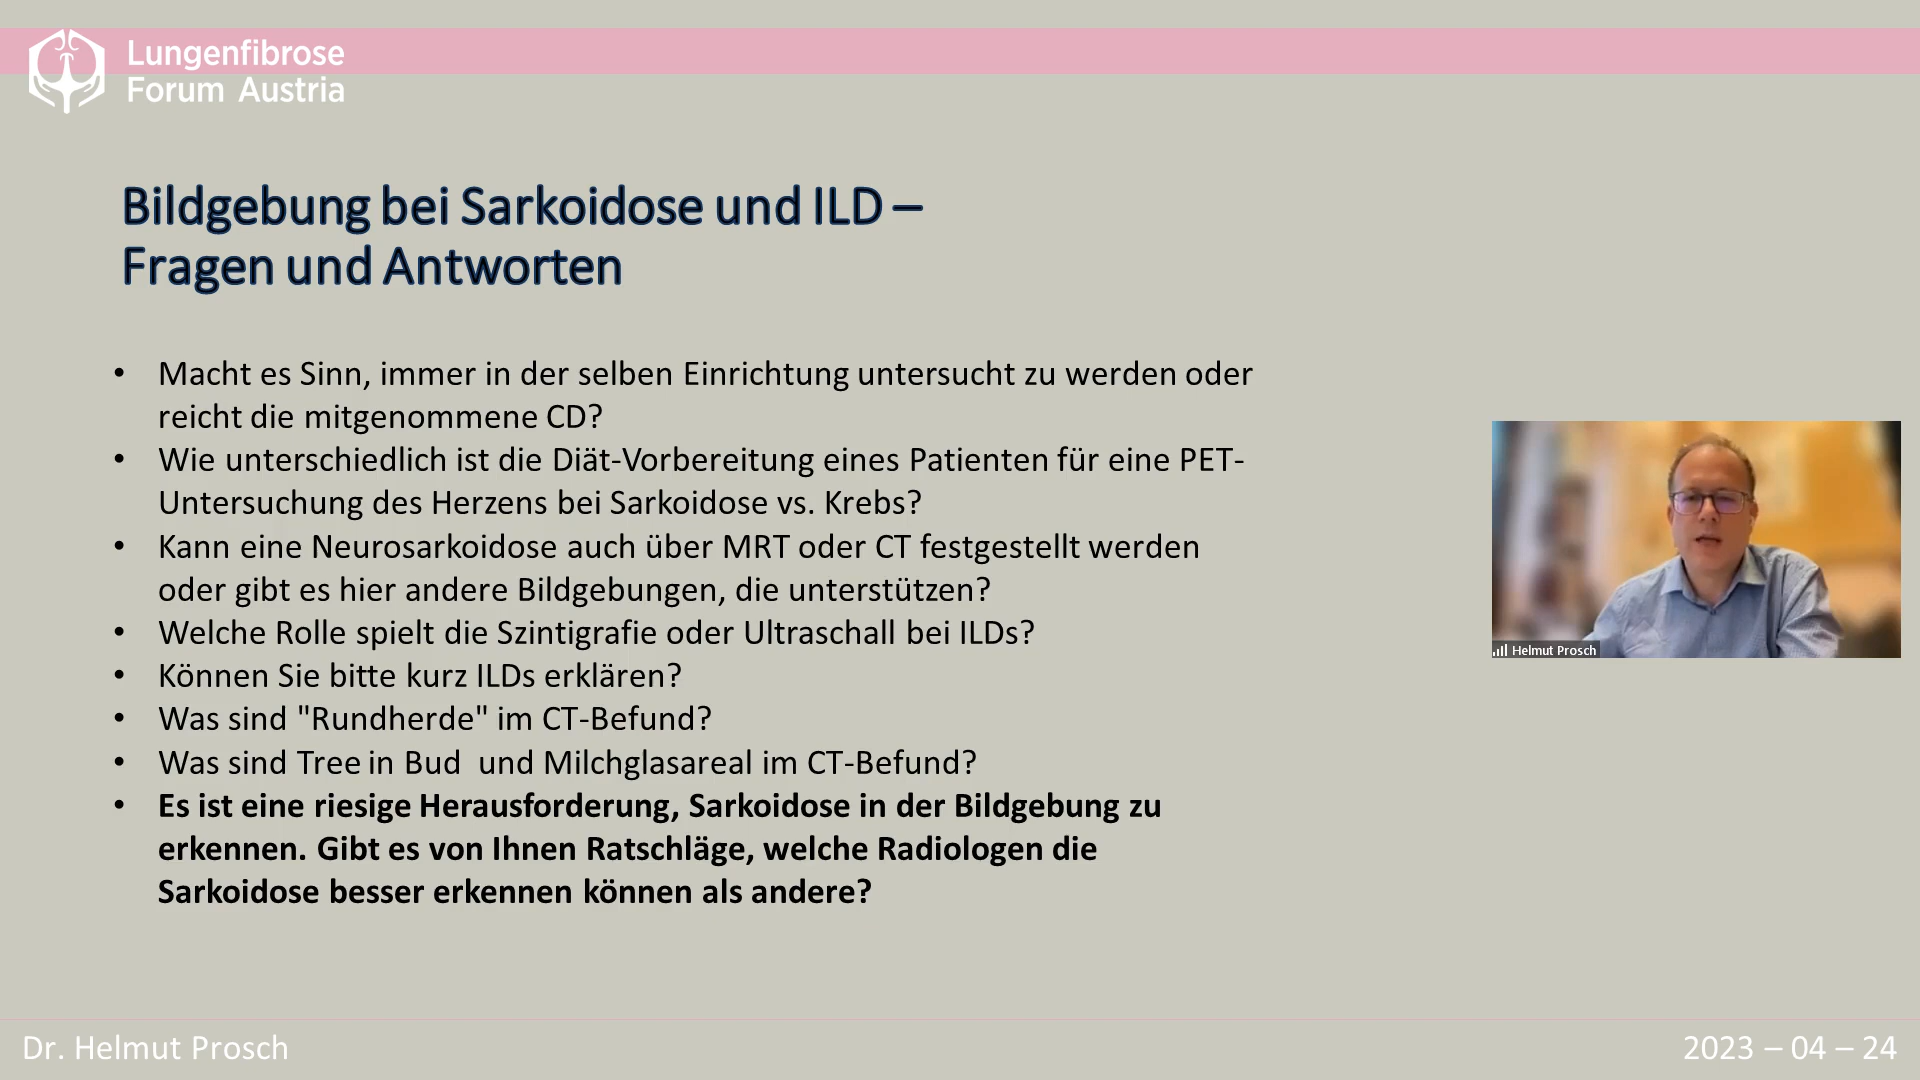 Lungenfibrose
Forum Austria
Bildgebung bei Sarkoidose und ILD –
Fragen und Antworten
• Macht es Sinn, immer in der selben Einrichtung untersucht zu werden oder
reicht die mitgenommene CD?
• Wie unterschiedlich ist die Diät-Vorbereitung eines Patienten für eine PET-
Untersuchung des Herzens bei Sarkoidose vs. Krebs?
• Kann eine Neurosarkoidose auch über MRT oder CT festgestellt werden
oder gibt es hier andere Bildgebungen, die unterstützen?
• Welche Rolle spielt die Szintigrafie oder Ultraschall bei ILDs?
• Können Sie bitte kurz ILDs erklären?
• Was sind "Rundherde" im CT-Befund?
• Was sind Tree in Bud  und Milchglasareal im CT-Befund?
• Es ist eine riesige Herausforderung, Sarkoidose in der Bildgebung zu
erkennen. Gibt es von Ihnen Ratschläge, welche Radiologen die
Sarkoidose besser erkennen können als andere?
Helmut Prosch
Dr. Helmut Prosch
2023 – 04 – 24